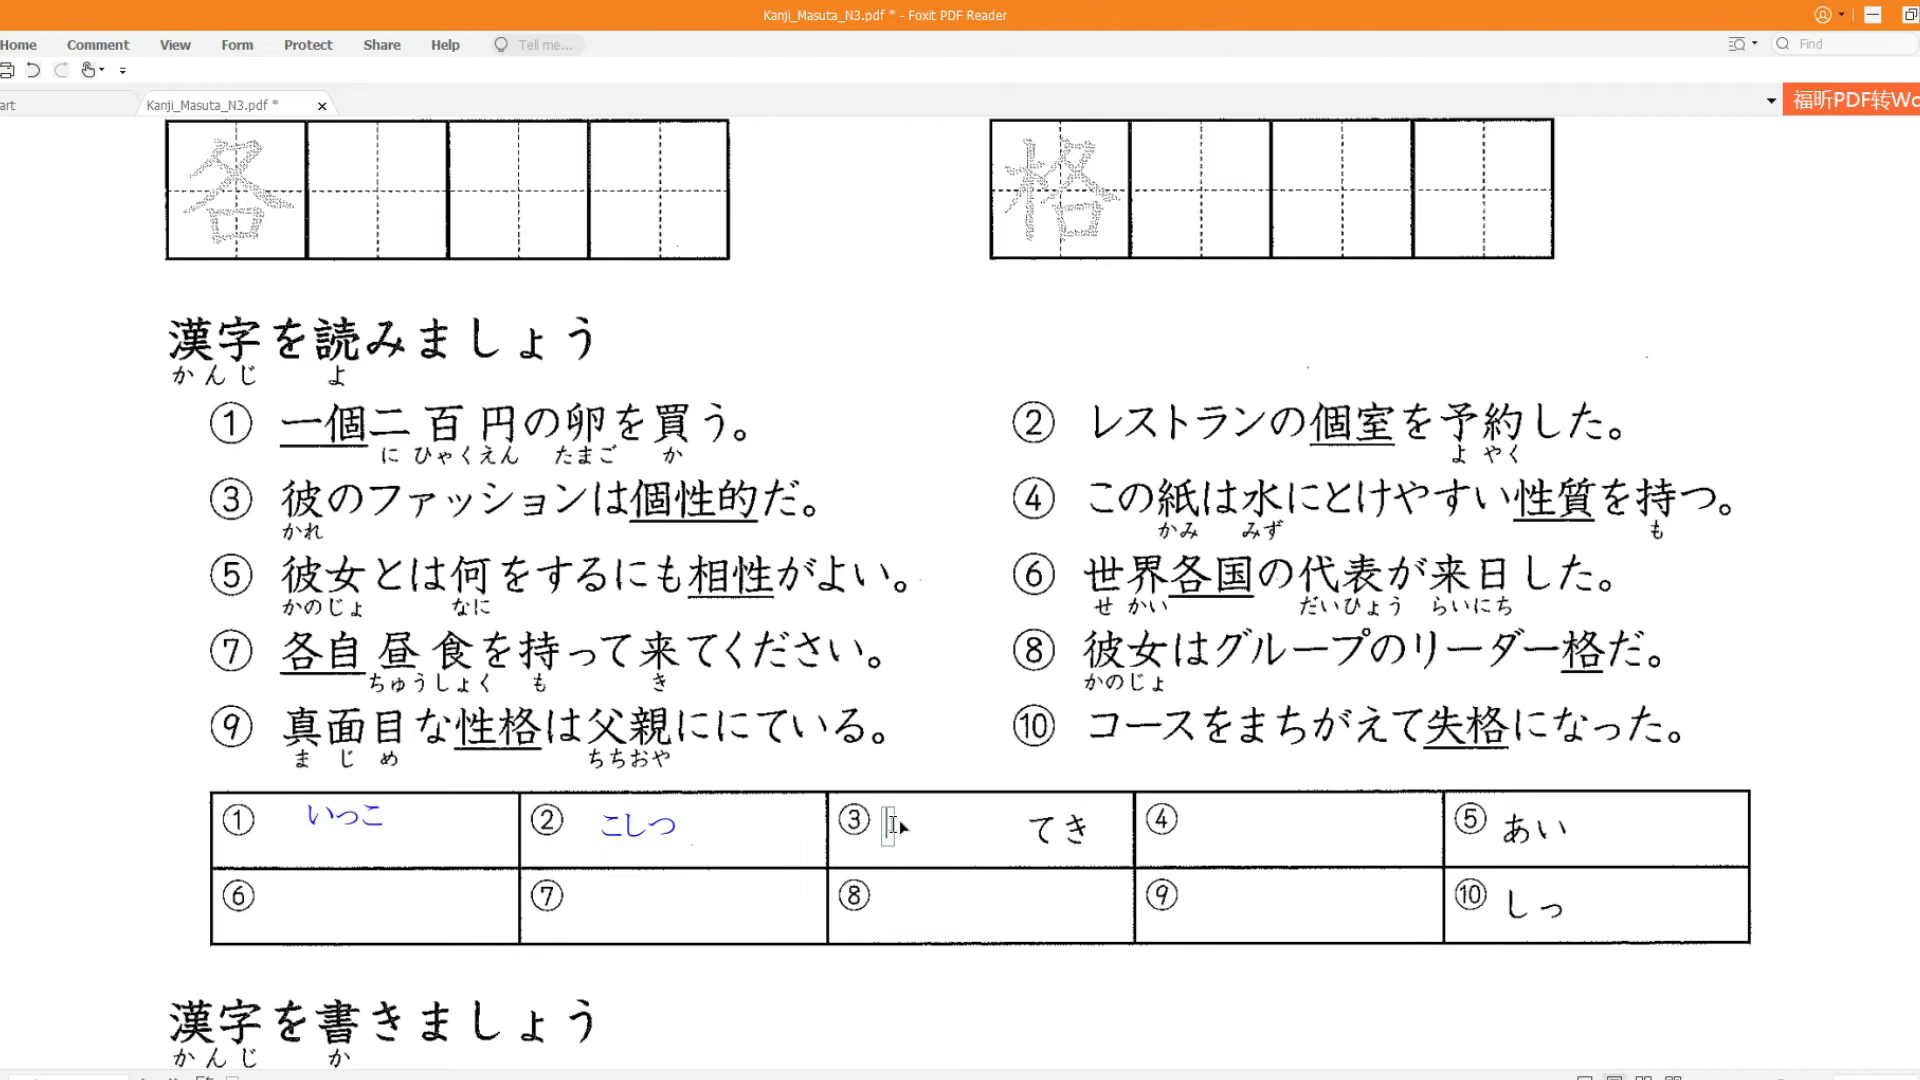 Kanji_Masuta_N3.pdf * - Foxit PDF Reader
Home Comment View Form Protect Share Help Tell me... Find
art Kanji_Masuta_N3.pdf * 福昕PDF转Wo
各 格
漢字を読みましょう
かんじ よ
① 一個二百円の卵を買う。
に ひゃくえん たまご か
② レストランの個室を予約した。
よ やく
③ 彼のファッションは個性的だ。
かれ
④ この紙は水にとけやすい性質を持つ。
かみ みず も
⑤ 彼女とは何をするにも相性がよい。
かのじょ なに
⑥ 世界各国の代表が来日した。
せ かい だいひょう らいにち
⑦ 各自昼食を持って来てください。
ちゅうしょく も き
⑧ 彼女はグループのリーダー格だ。
かのじょ
⑨ 真面目な性格は父親ににている。
ま じ め ちちおや
⑩ コースをまちがえて失格になった。
① いっこ ② こしつ ③ てき ④ ⑤ あい
⑥ ⑦ ⑧ ⑨ ⑩ しっ
漢字を書きましょう
かんじ か